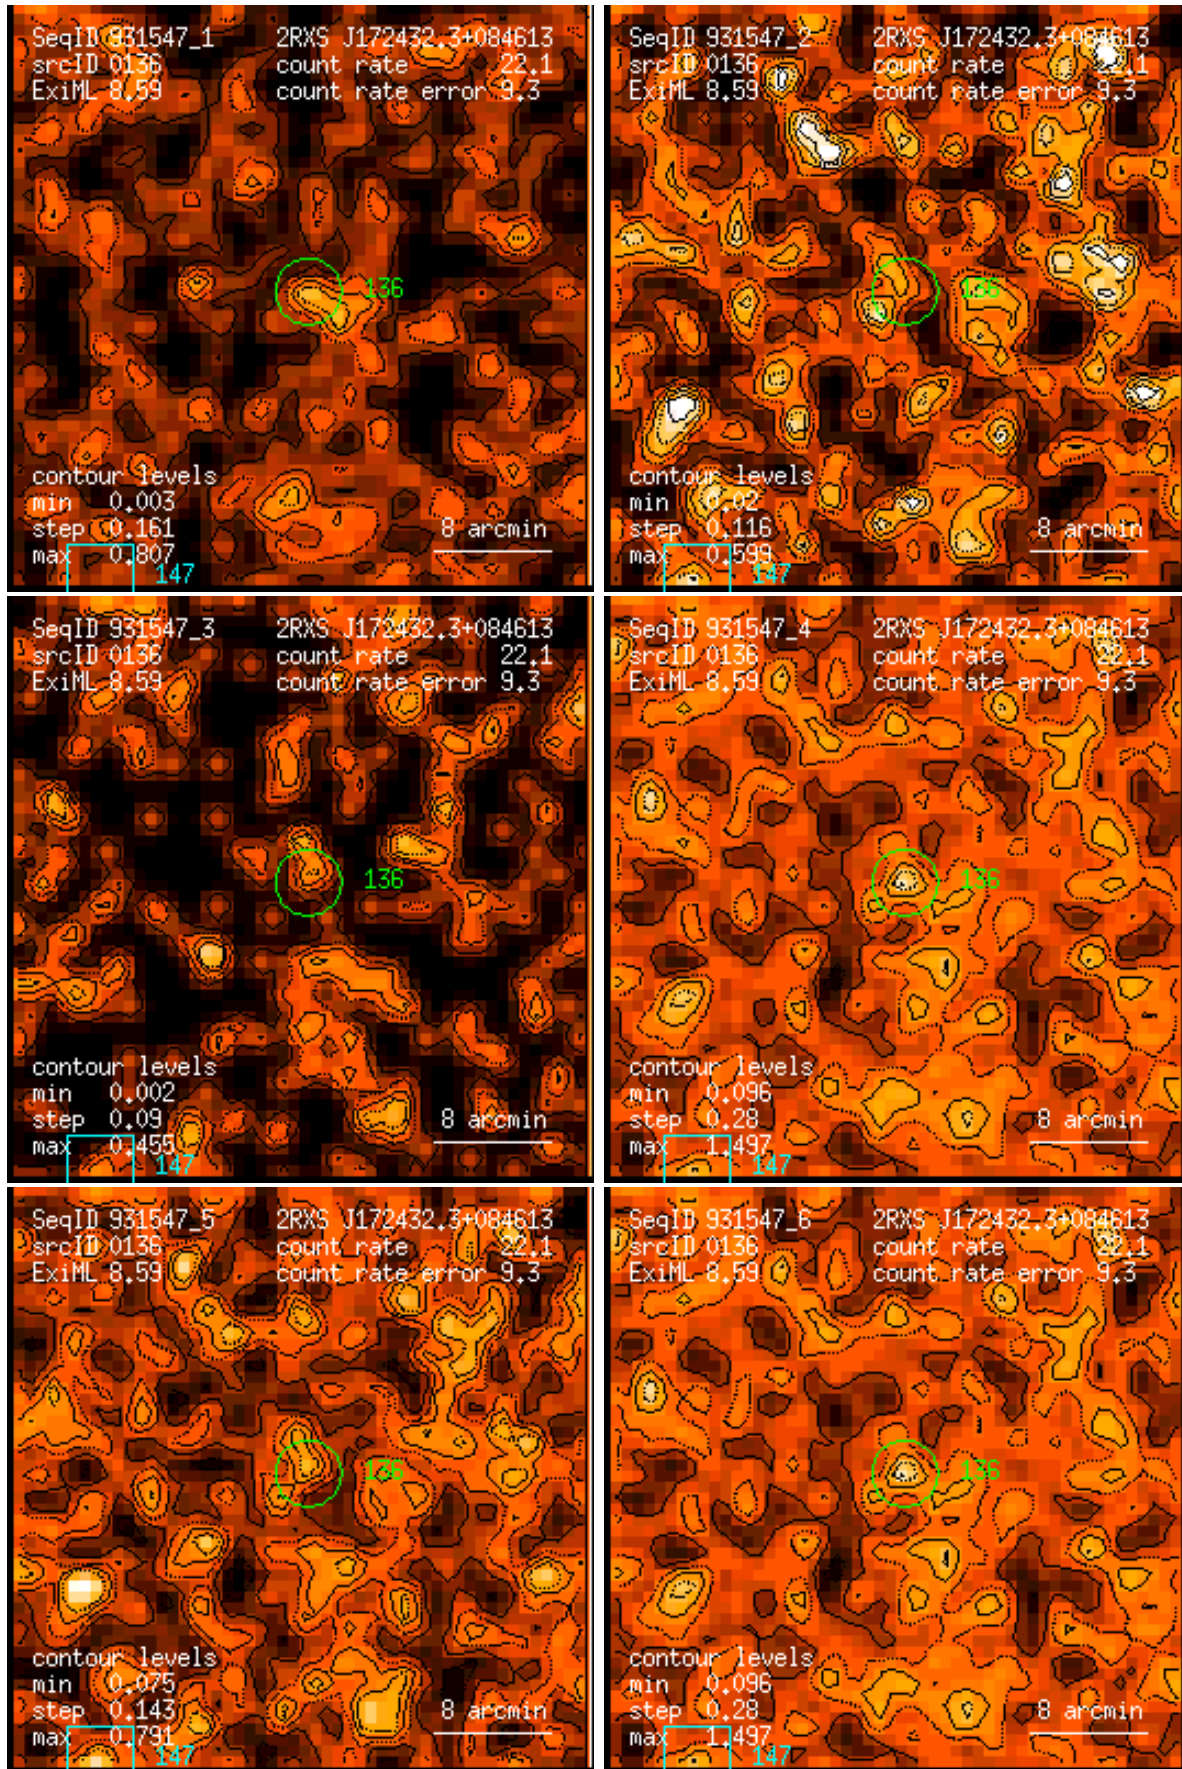 SeqID 931547_1 2RXS J172432.3+084613
srcID 0136 count rate 22.1
ExiML 8.59 count rate error 9.3
136
contour levels
min 0.003
step 0.161 8 arcmin
max 0.807
147
SeqID 931547_2 2RXS J172432.3+084613
srcID 0136 count rate 22.1
ExiML 8.59 count rate error 9.3
136
contour levels
min 0.02
step 0.116 8 arcmin
max 0.599
147
SeqID 931547_3 2RXS J172432.3+084613
srcID 0136 count rate 22.1
ExiML 8.59 count rate error 9.3
136
contour levels
min 0.002
step 0.09 8 arcmin
max 0.455
147
SeqID 931547_4 2RXS J172432.3+084613
srcID 0136 count rate 22.1
ExiML 8.59 count rate error 9.3
136
contour levels
min 0.096
step 0.28 8 arcmin
max 1.497
147
SeqID 931547_5 2RXS J172432.3+084613
srcID 0136 count rate 22.1
ExiML 8.59 count rate error 9.3
136
contour levels
min 0.075
step 0.143 8 arcmin
max 0.791
147
SeqID 931547_6 2RXS J172432.3+084613
srcID 0136 count rate 22.1
ExiML 8.59 count rate error 9.3
136
contour levels
min 0.096
step 0.28 8 arcmin
max 1.497
147